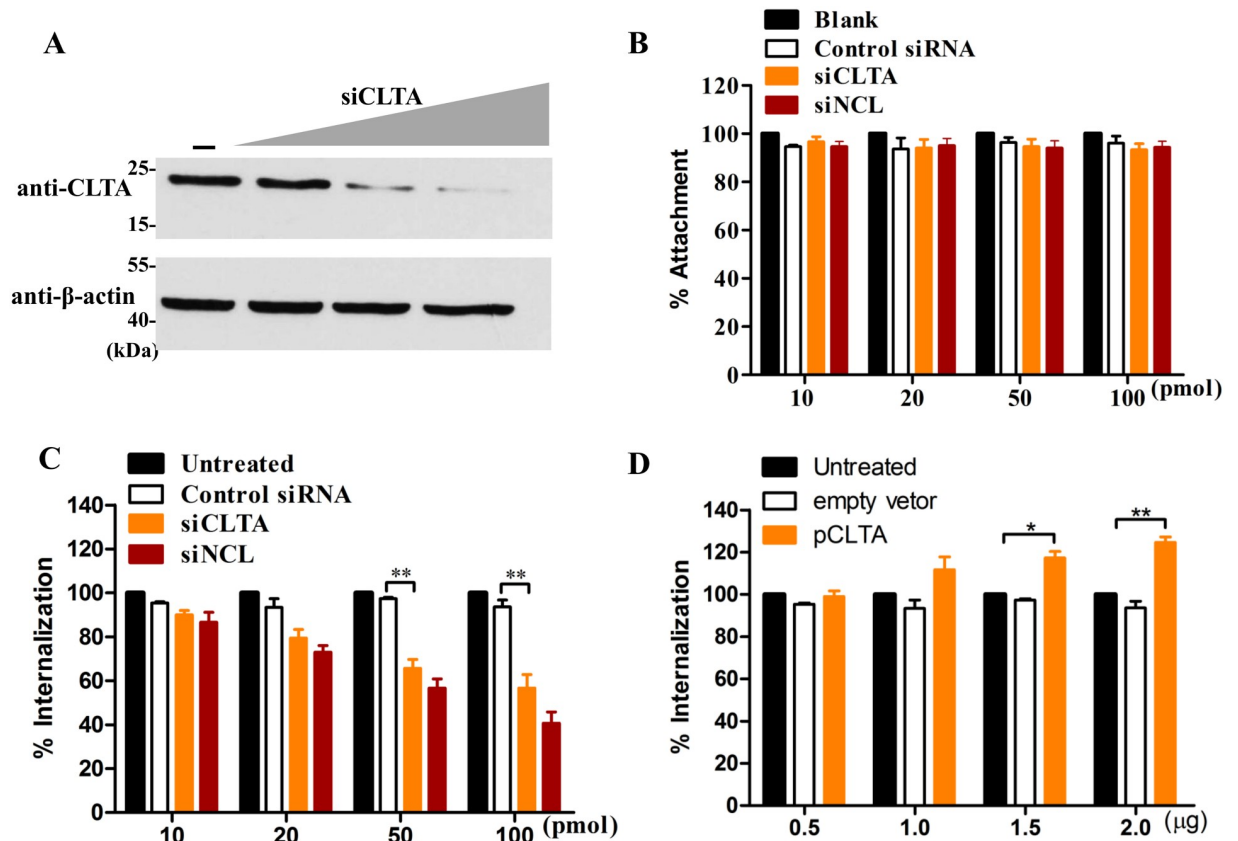 A
siCLTA
–
anti-CLTA
25-
15-
anti-β-actin
55-
40-
(kDa)
B
Blank
Control siRNA
siCLTA
siNCL
% Attachment
120
100
80
60
40
20
0
10 20 50 100 (pmol)
C
Untreated
Control siRNA
siCLTA
siNCL
% Internalization
140
120
100
80
60
40
20
0
** **
10 20 50 100 (pmol)
D
Untreated
empty vetor
pCLTA
% Internalization
140
120
100
80
60
40
20
0
* **
0.5 1.0 1.5 2.0 (µg)